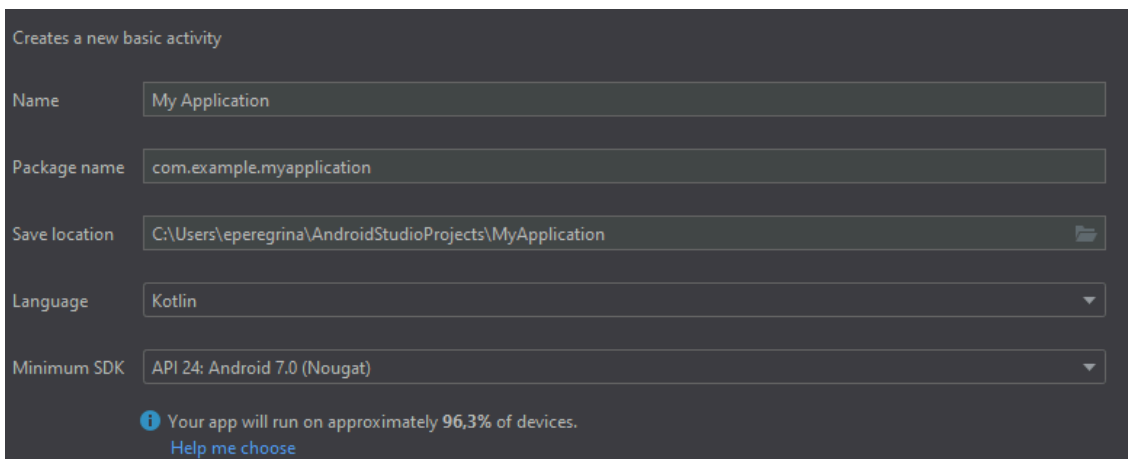 Creates a new basic activity
Name My Application
Package name com.example.myapplication
Save location C:\Users\eperegrina\AndroidStudioProjects\MyApplication
Language Kotlin
Minimum SDK API 24: Android 7.0 (Nougat)
Your app will run on approximately 96,3% of devices.
Help me choose